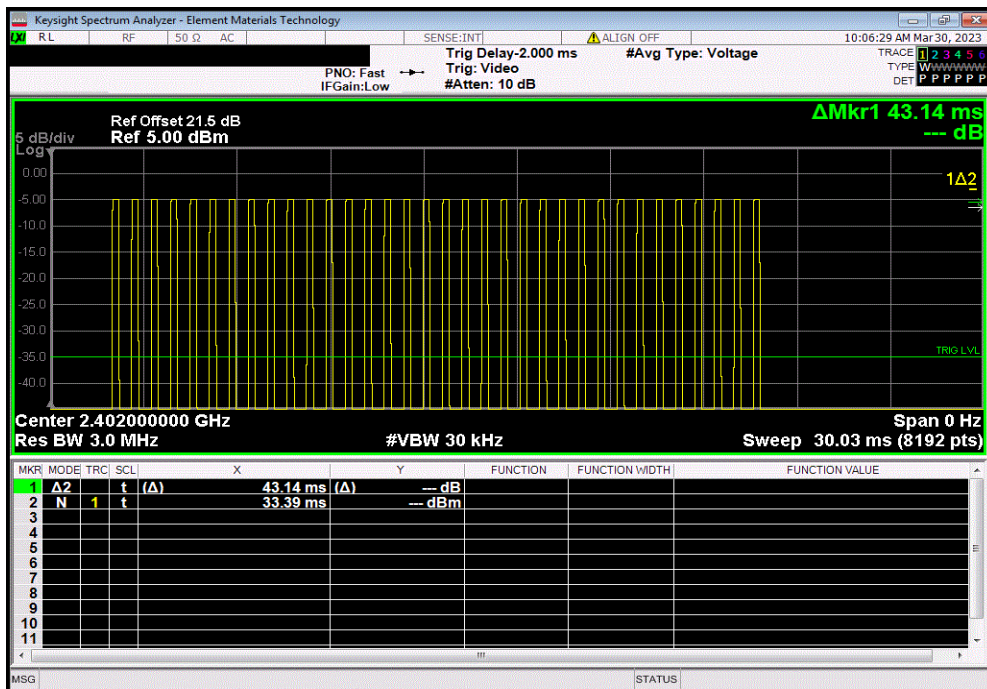 Keysight Spectrum Analyzer - Element Materials Technology
LXI RL RF 50 Ω AC SENSE:INT ALIGN OFF 10:06:29 AM Mar 30, 2023
Trig Delay-2.000 ms #Avg Type: Voltage TRACE 1 2 3 4 5 6
PNO: Fast Trig: Video TYPE WWWWWW
IFGain:Low #Atten: 10 dB DET P P P P P P
ΔMkr1 43.14 ms
--- dB
Ref Offset 21.5 dB
5 dB/div Ref 5.00 dBm
Log
0.00
1Δ2
-5.00
-10.0
-15.0
-20.0
-25.0
-30.0
-35.0
TRIG LVL
-40.0
Center 2.402000000 GHz Span 0 Hz
Res BW 3.0 MHz #VBW 30 kHz Sweep 30.03 ms (8192 pts)
MKR MODE TRC SCL X Y FUNCTION FUNCTION WIDTH FUNCTION VALUE
1 Δ2 t (Δ) 43.14 ms (Δ) --- dB
2 N 1 t 33.39 ms --- dBm
3
4
5
6
7
8
9
10
11
MSG STATUS